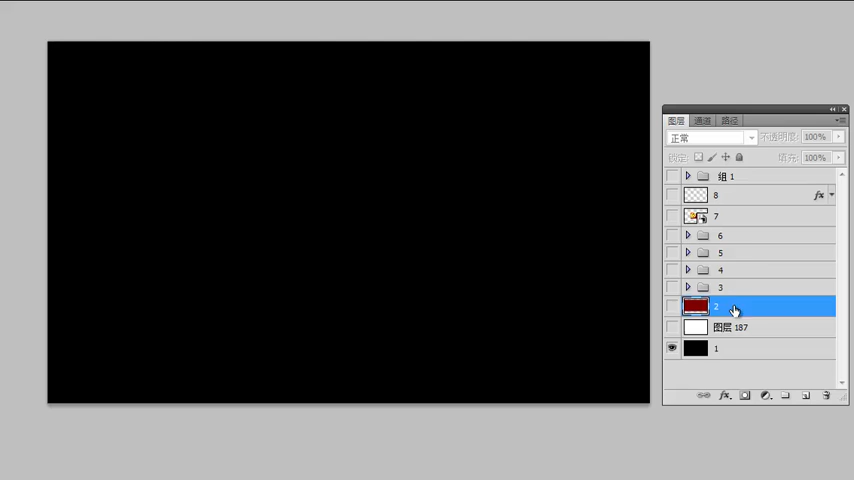 图层 通道 路径
正常 不透明度: 100%
锁定: 填充: 100%
组 1
8 fx
7
6
5
4
3
2
图层 187
1
fx